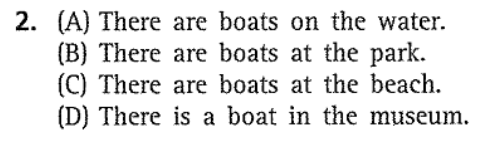 2. (A) There are boats on the water.
(B) There are boats at the park.
(C) There are boats at the beach.
(D) There is a boat in the museum.